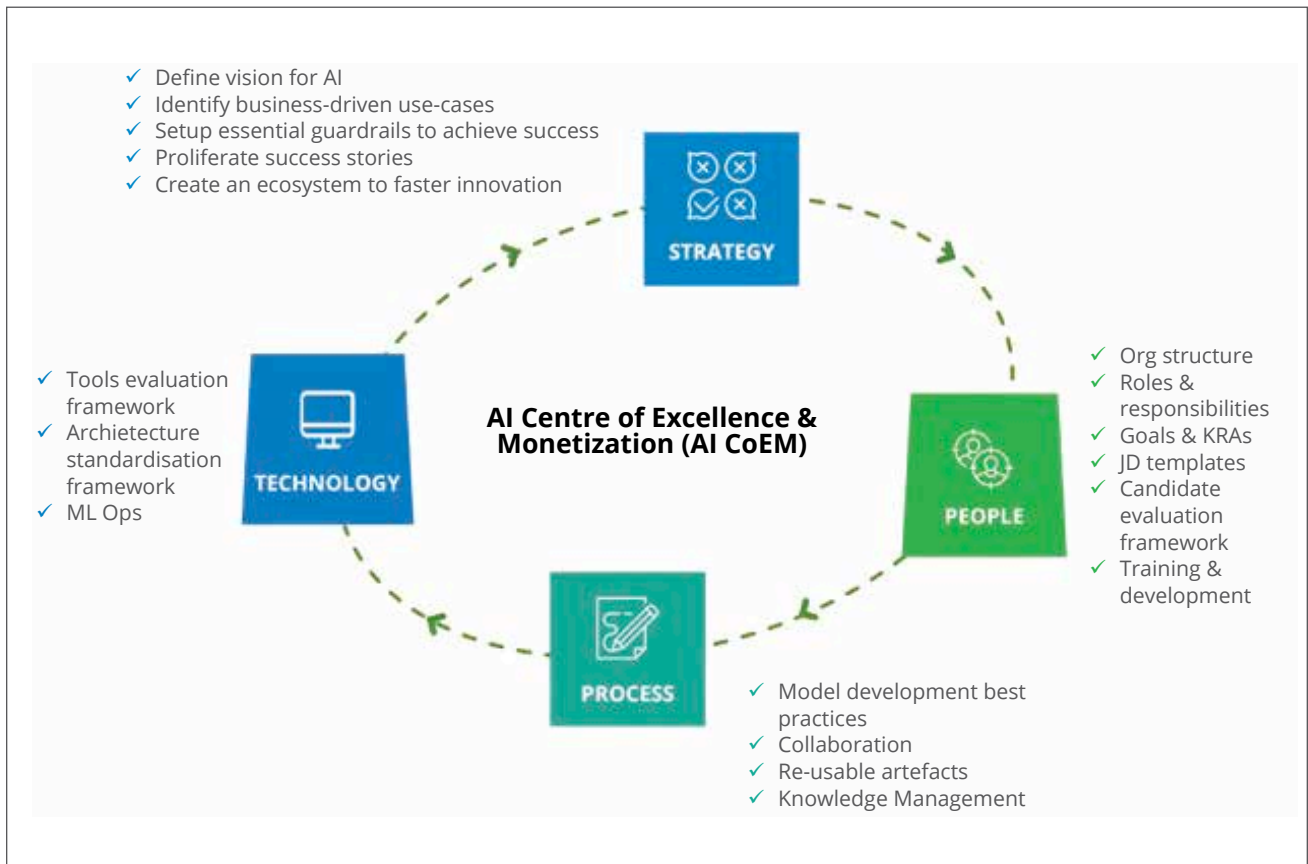 ✓ Define vision for AI
✓ Identify business-driven use-cases
✓ Setup essential guardrails to achieve success
✓ Proliferate success stories
✓ Create an ecosystem to faster innovation
STRATEGY
✓ Tools evaluation
framework
✓ Archietecture
standardisation
framework
✓ ML Ops
TECHNOLOGY
AI Centre of Excellence &
Monetization (AI CoEM)
PEOPLE
✓ Org structure
✓ Roles &
responsibilities
✓ Goals & KRAs
✓ JD templates
✓ Candidate
evaluation
framework
✓ Training &
development
PROCESS
✓ Model development best
practices
✓ Collaboration
✓ Re-usable artefacts
✓ Knowledge Management